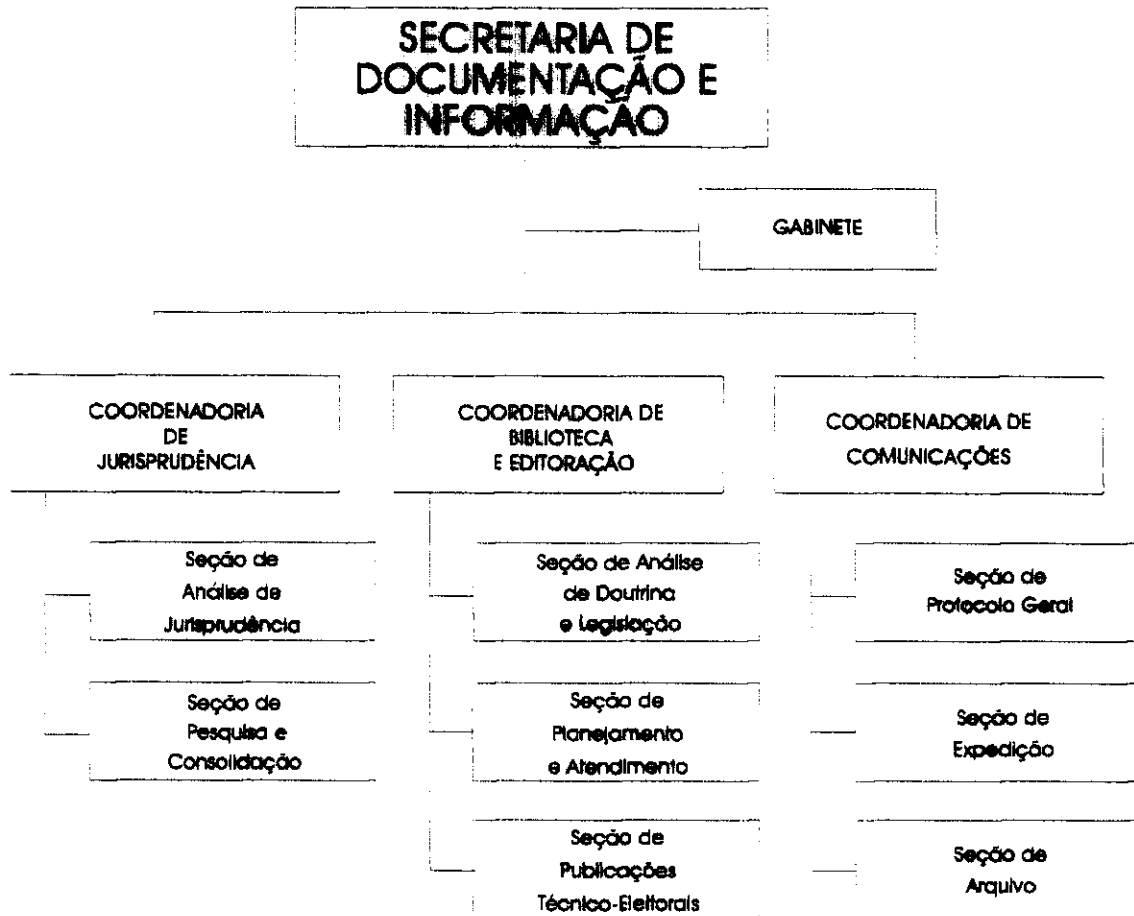 SECRETARIA DE
DOCUMENTAÇÃO E
INFORMAÇÃO
GABINETE
COORDENADORIA
DE
JURISPRUDÊNCIA
COORDENADORIA DE
BIBLIOTECA
E EDITORAÇÃO
COORDENADORIA DE
COMUNICAÇÕES
Seção de
Análise de
Jurisprudência
Seção de Análise
de Doutrina
e Legislação
Seção de
Protocolo Geral
Seção de
Pesquisa e
Consolidação
Seção de
Planejamento
e Atendimento
Seção de
Expedição
Seção de
Publicações
Técnico-Eleitorais
Seção de
Arquivo